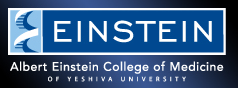 EINSTEIN
Albert Einstein College of Medicine
OF YESHIVA UNIVERSITY